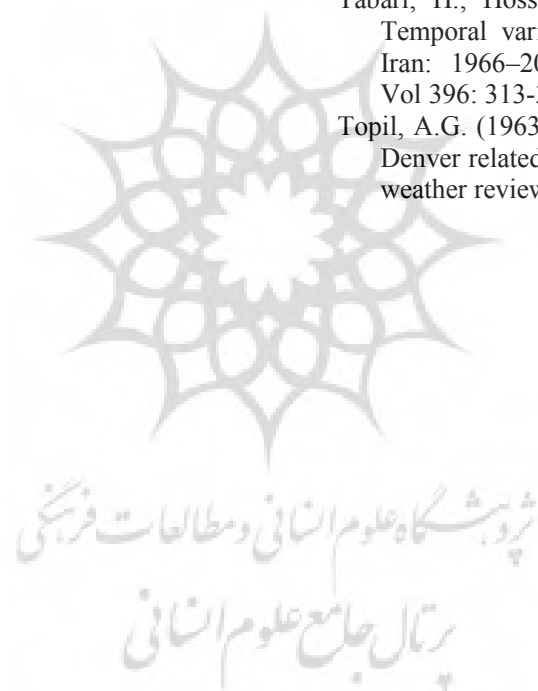 Tabari, H., Hoss
Temporal vari
Iran: 1966–20
Vol 396: 313-
Topil, A.G. (1963
Denver related
weather review
پژوهشگاه علوم انسانی و مطالعات فرهنگی
پرتال جامع علوم انسانی